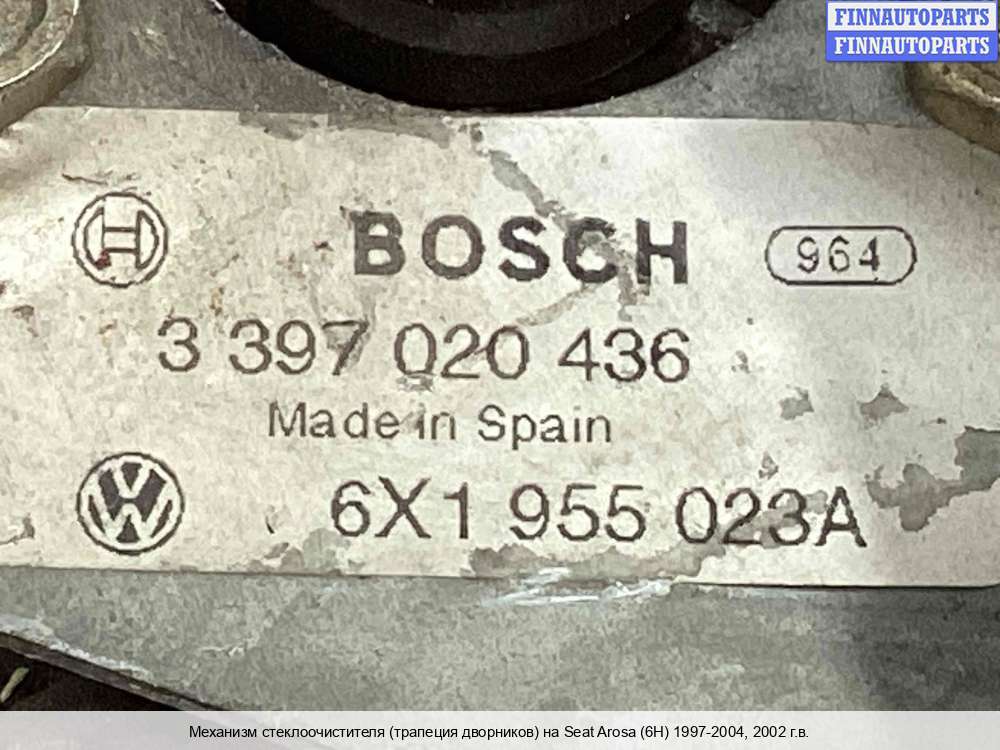 FINNAUTOPARTS
FINNAUTOPARTS
BOSCH 964
3 397 020 436
Made in Spain
6X1 955 023A
Механизм стеклоочистителя (трапеция дворников) на Seat Arosa (6H) 1997-2004, 2002 г.в.